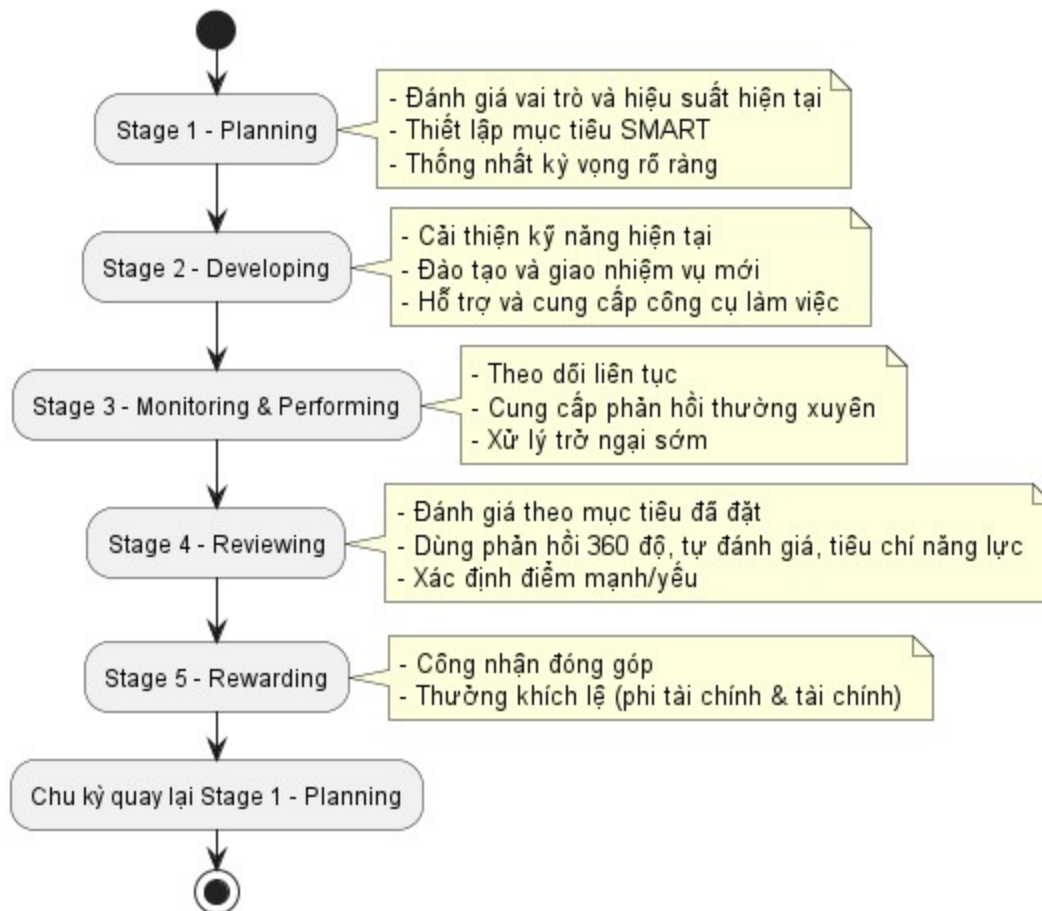 Stage 1 - Planning
- Đánh giá vai trò và hiệu suất hiện tại
- Thiết lập mục tiêu SMART
- Thống nhất kỳ vọng rõ ràng
Stage 2 - Developing
- Cải thiện kỹ năng hiện tại
- Đào tạo và giao nhiệm vụ mới
- Hỗ trợ và cung cấp công cụ làm việc
Stage 3 - Monitoring & Performing
- Theo dõi liên tục
- Cung cấp phản hồi thường xuyên
- Xử lý trở ngại sớm
Stage 4 - Reviewing
- Đánh giá theo mục tiêu đã đặt
- Dùng phản hồi 360 độ, tự đánh giá, tiêu chí năng lực
- Xác định điểm mạnh/yếu
Stage 5 - Rewarding
- Công nhận đóng góp
- Thưởng khích lệ (phi tài chính & tài chính)
Chu kỳ quay lại Stage 1 - Planning